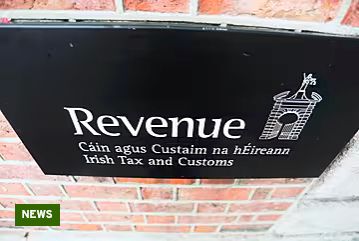 Revenue
Cáin agus Custaim na hÉireann
Irish Tax and Customs
NEWS